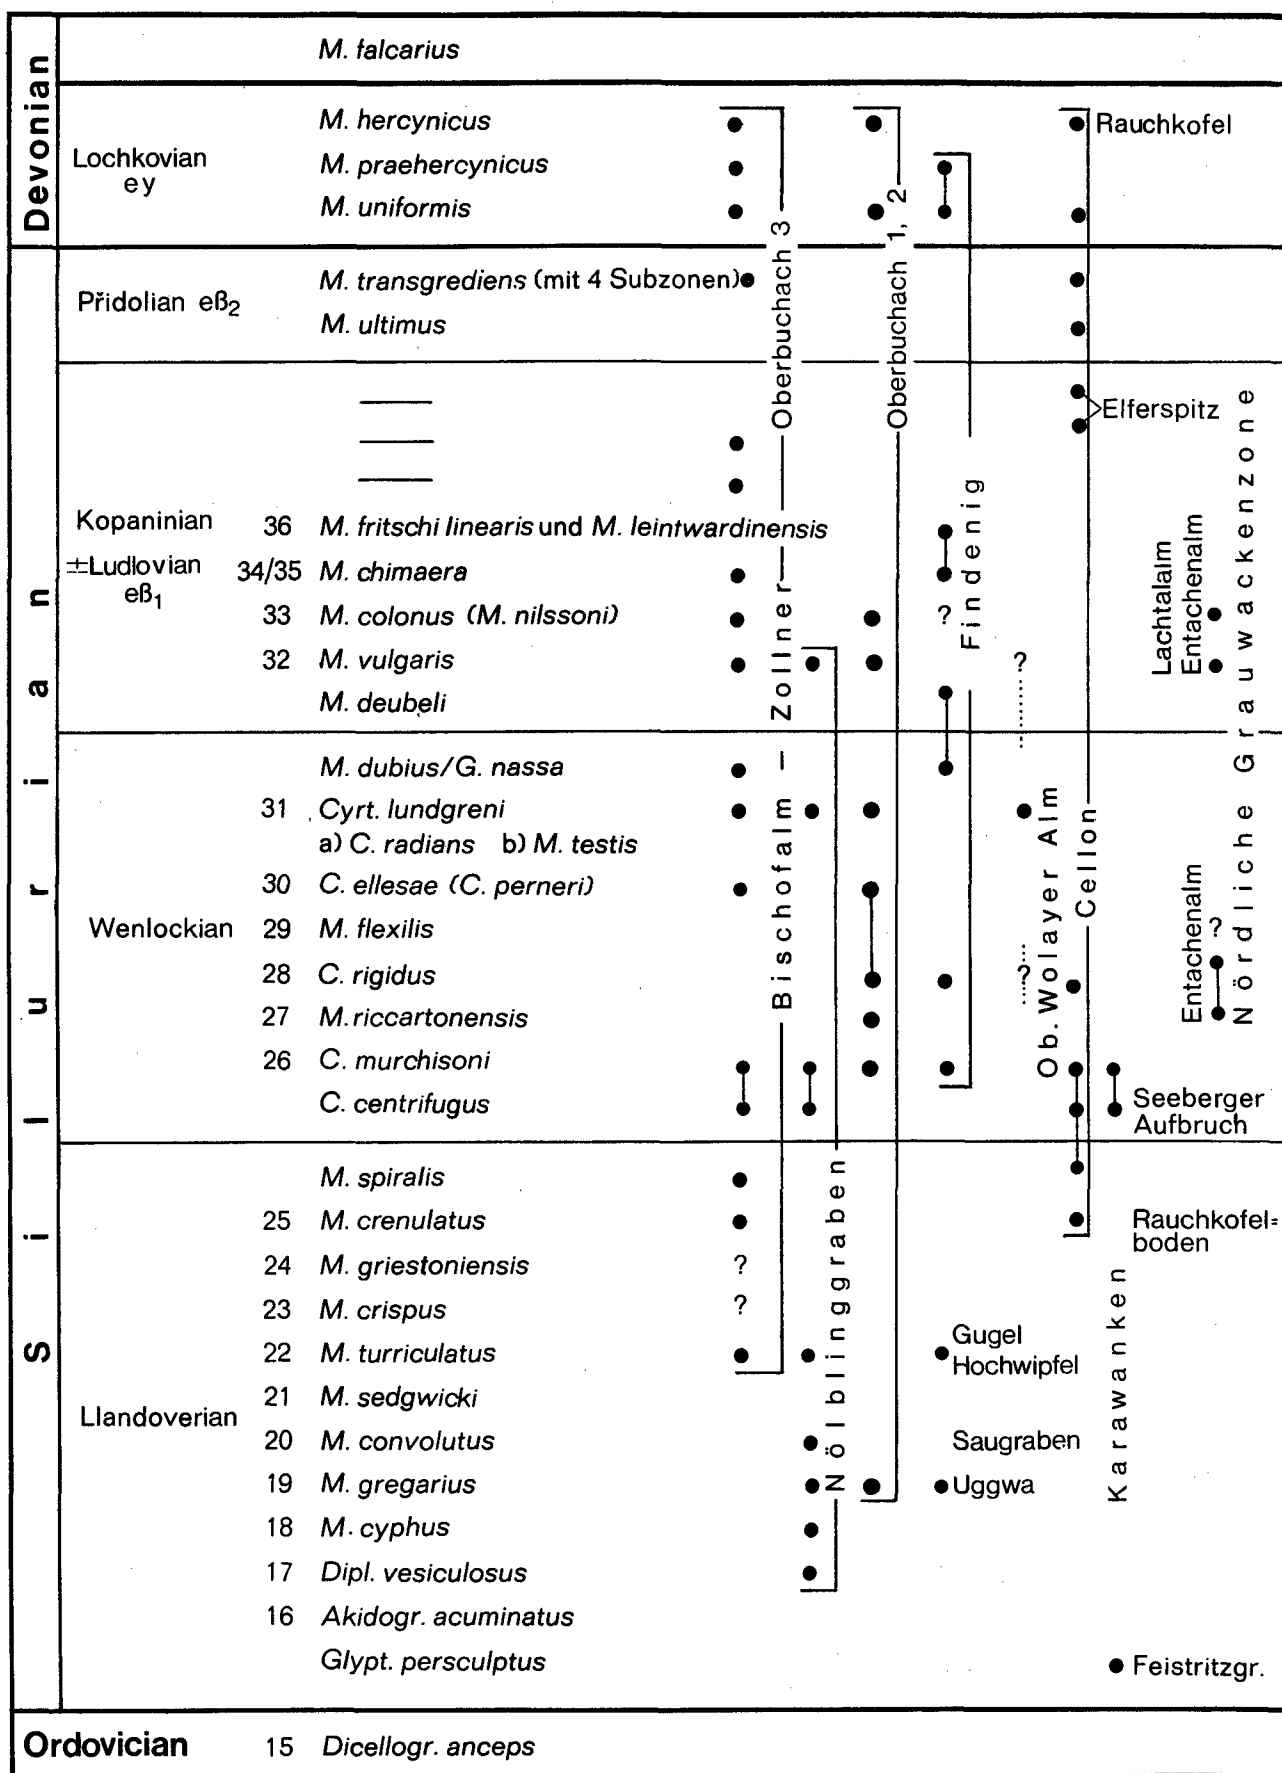 Devonian
M. falcarius
M. hercynicus
Rauchkofel
Lochkovian
ey
M. praehercynicus
M. uniformis
Přidolian eß2
M. transgrediens (mit 4 Subzonen)
M. ultimus
Silurian
Elferspitz
Kopaninian
±Ludlovian
eß1
36 M. fritschi linearis und M. leintwardinensis
34/35 M. chimaera
33 M. colonus (M. nilssoni) ?
32 M. vulgaris ?
M. deubeli
Wenlockian
M. dubius/G. nassa
31 Cyrt. lundgreni
a) C. radians b) M. testis
30 C. ellesae (C. perneri)
29 M. flexilis ?
28 C. rigidus ?
27 M. riccartonensis
26 C. murchisoni
C. centrifugus
Seeberger
Aufbruch
Llandoverian
M. spiralis
25 M. crenulatus
Rauchkofel=
boden
24 M. griestoniensis ?
23 M. crispus ?
22 M. turriculatus
Gugel
Hochwipfel
21 M. sedgwicki
20 M. convolutus Saugraben
19 M. gregarius Uggwa
18 M. cyphus
17 Dipl. vesiculosus
16 Akidogr. acuminatus
Glypt. persculptus Feistritzgr.
Ordovician 15 Dicellogr. anceps
Bischofalm – Zollner – Oberbuchach 3
Nölblinggraben
Oberbuchach 1, 2
Findenig
Ob. Wolayer Alm
Cellon
Karawanken
Lachtalalm
Entachenalm
Entachenalm
Nördliche Grauwackenzone